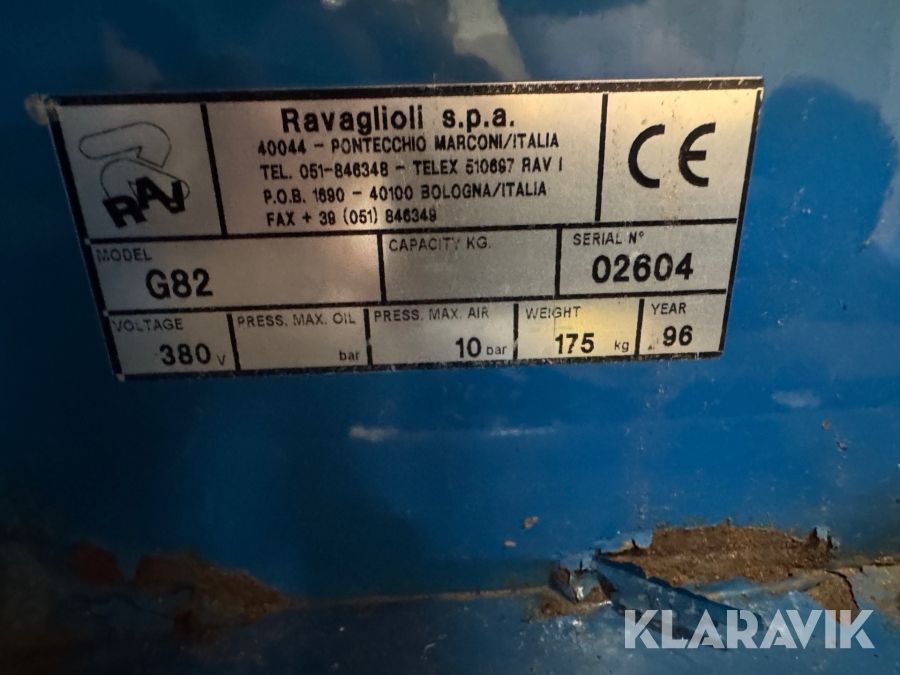 Ravaglioli s.p.a.
40044 - PONTECCHIO MARCONI/ITALIA
TEL. 051-846348 - TELEX 510697 RAV I
P.O.B. 1690 - 40100 BOLOGNA/ITALIA
FAX + 39 (051) 846349
RAV
CE
MODEL
G82
CAPACITY KG.
SERIAL N°
02604
VOLTAGE
380 V
PRESS. MAX. OIL
bar
PRESS. MAX. AIR
10 bar
WEIGHT
175 kg
YEAR
96
KLARAVIK